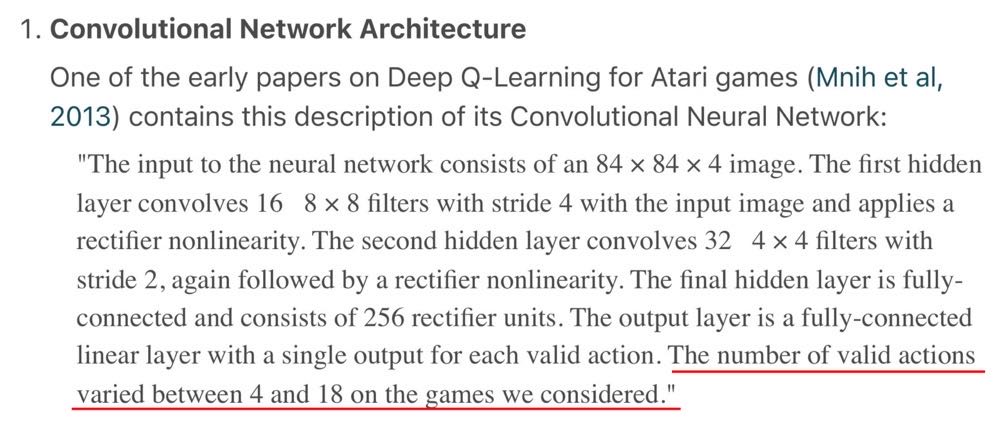 1. Convolutional Network Architecture
One of the early papers on Deep Q-Learning for Atari games (Mnih et al,
2013) contains this description of its Convolutional Neural Network:
"The input to the neural network consists of an 84 × 84 × 4 image. The first hidden
layer convolves 16 8 × 8 filters with stride 4 with the input image and applies a
rectifier nonlinearity. The second hidden layer convolves 32 4 × 4 filters with
stride 2, again followed by a rectifier nonlinearity. The final hidden layer is fully-
connected and consists of 256 rectifier units. The output layer is a fully-connected
linear layer with a single output for each valid action. The number of valid actions
varied between 4 and 18 on the games we considered."